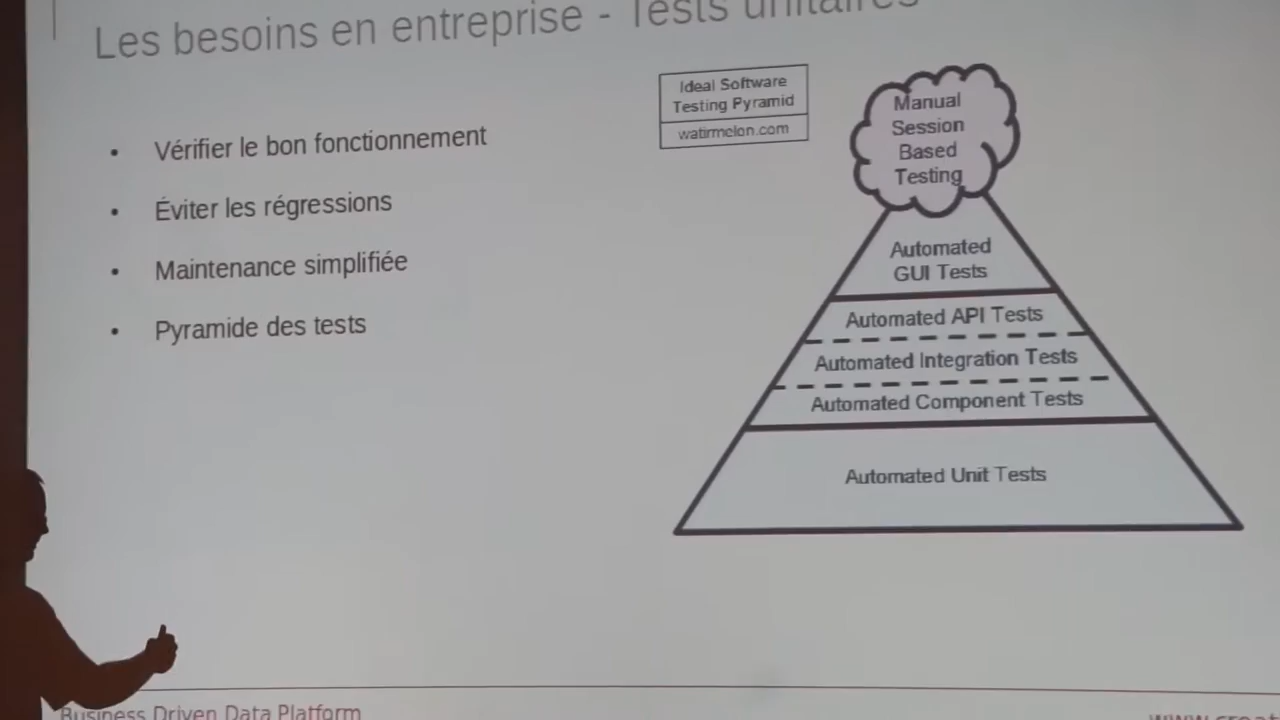 Les besoins en entreprise - Tests unitaires
Vérifier le bon fonctionnement
Éviter les régressions
Maintenance simplifiée
Pyramide des tests
Ideal Software
Testing Pyramid
watirmelon.com
Manual
Session
Based
Testing
Automated
GUI Tests
Automated API Tests
Automated Integration Tests
Automated Component Tests
Automated Unit Tests
Business Driven Data Platform